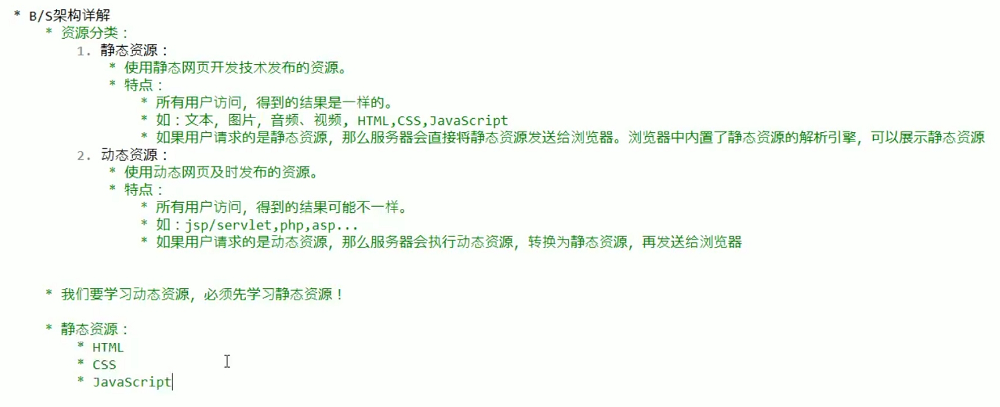 * B/S架构详解
* 资源分类：
1. 静态资源：
* 使用静态网页开发技术发布的资源。
* 特点：
* 所有用户访问，得到的结果是一样的。
* 如：文本，图片，音频、视频, HTML,CSS,JavaScript
* 如果用户请求的是静态资源，那么服务器会直接将静态资源发送给浏览器。浏览器中内置了静态资源的解析引擎，可以展示静态资源
2. 动态资源：
* 使用动态网页及时发布的资源。
* 特点：
* 所有用户访问，得到的结果可能不一样。
* 如：jsp/servlet,php,asp...
* 如果用户请求的是动态资源，那么服务器会执行动态资源，转换为静态资源，再发送给浏览器
* 我们要学习动态资源，必须先学习静态资源！
* 静态资源：
* HTML
* CSS
* JavaScript